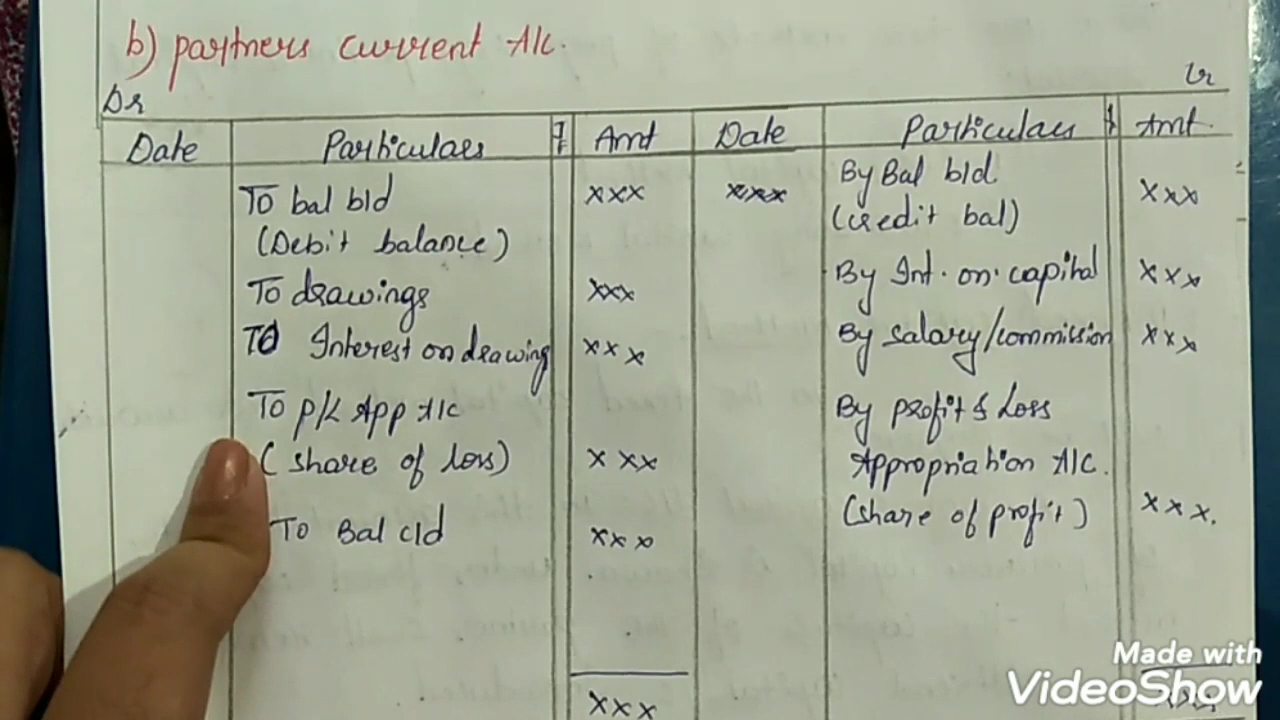 b) partners current A/c.
Dr Cr
Date Particulars J F Amt Date Particulars Amt.
To bal b/d xxx xxx By Bal b/d xxx
(Debit balance) (credit bal)
To drawings xxx By Int. on. capital xxx
To Interest on drawing xxx By salary/commission xxx
To P/L App A/c By profit & Loss
(share of loss) xxx Appropriation A/c.
To Bal c/d xxx (share of profit) xxx.
xxx xxx
Made with
VideoShow